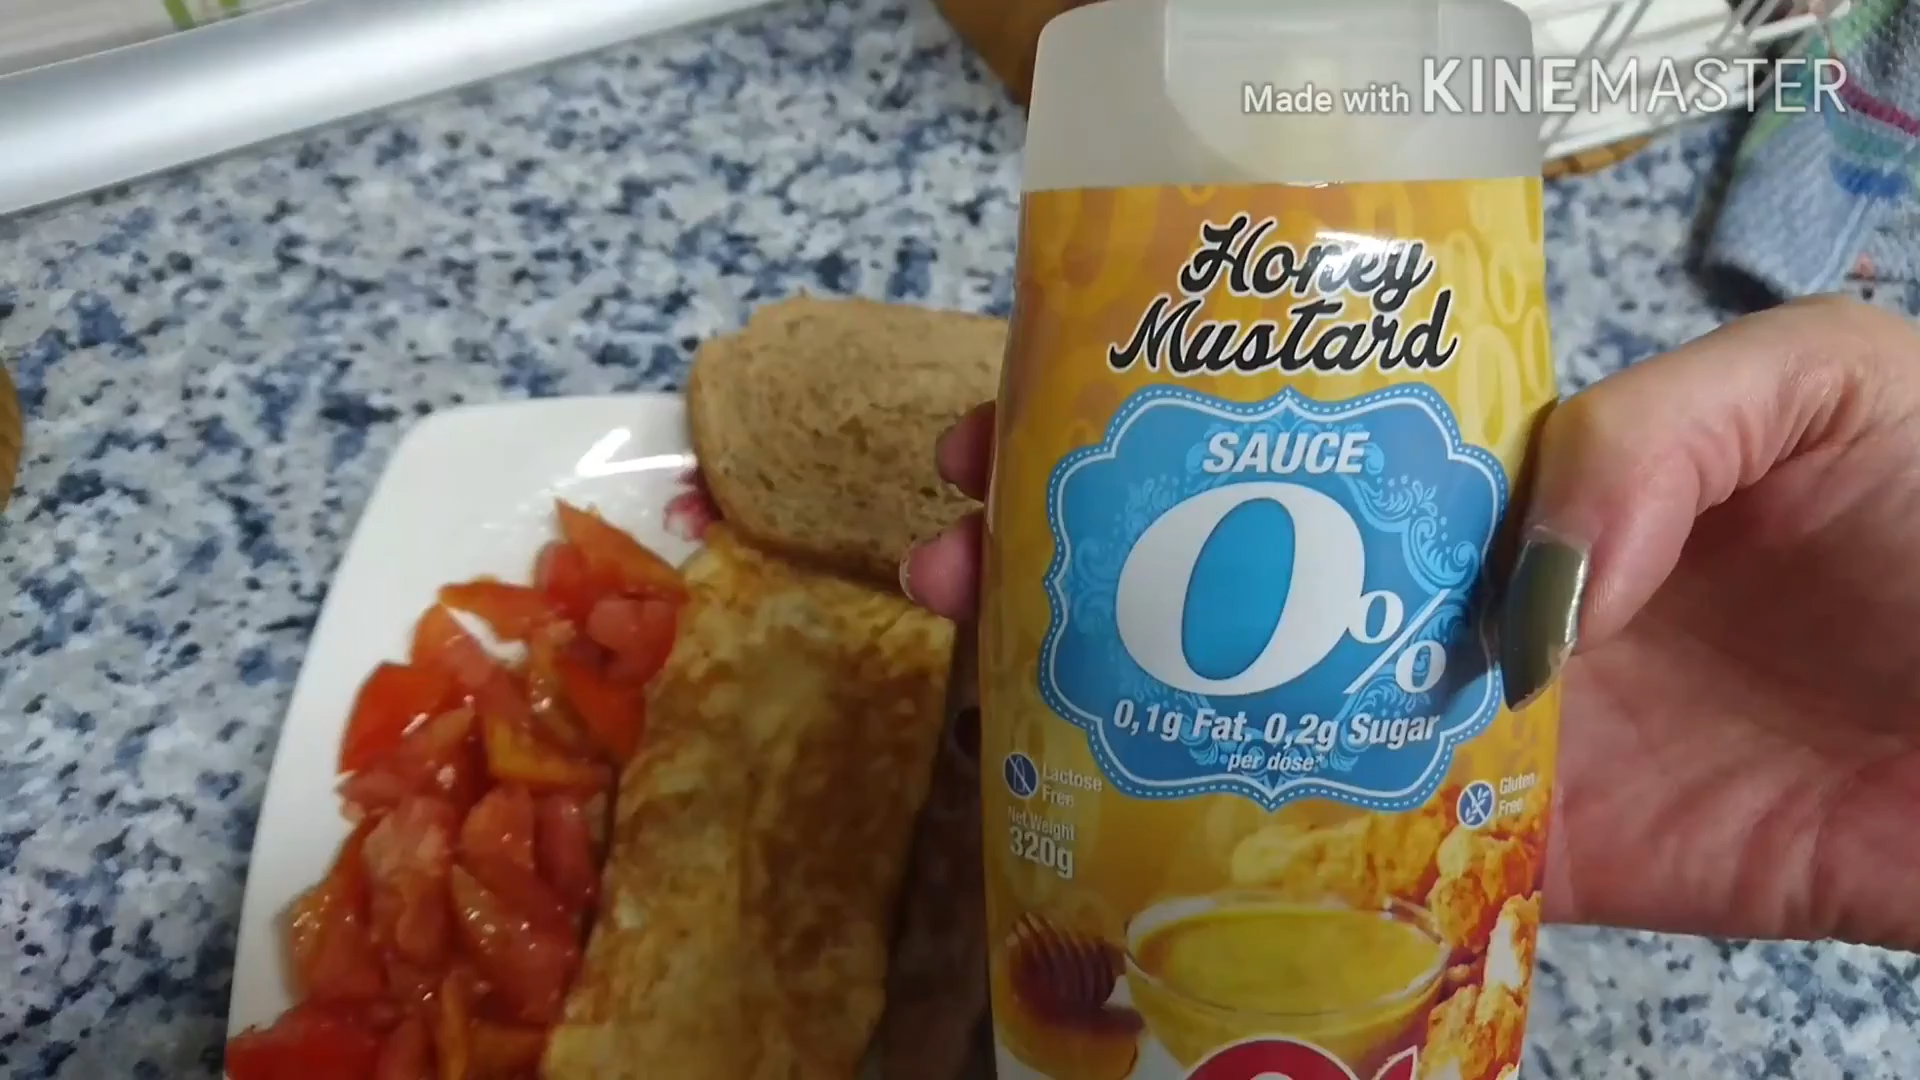 Made with KINEMASTER
Honey
Mustard
SAUCE
0%
0,1g Fat, 0,2g Sugar
per dose*
Lactose
Free
Gluten
Free
Net Weight
320g